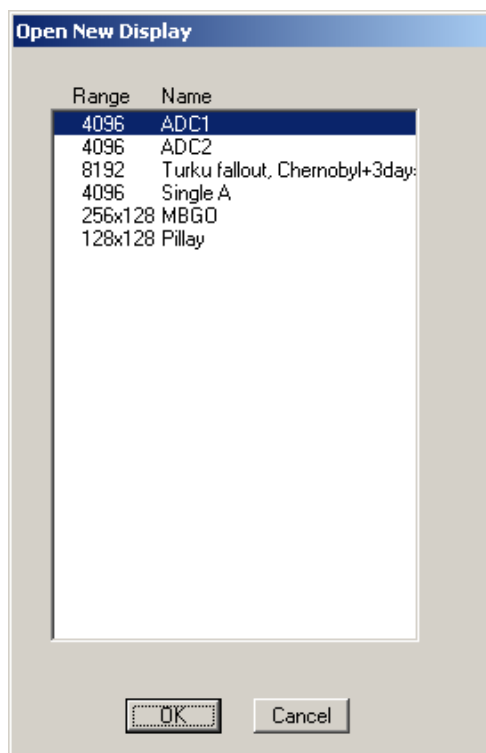 Open New Display
Range Name
4096 ADC1
4096 ADC2
8192 Turku fallout, Chernobyl+3days
4096 Single A
256x128 MBGO
128x128 Pillay
OK Cancel